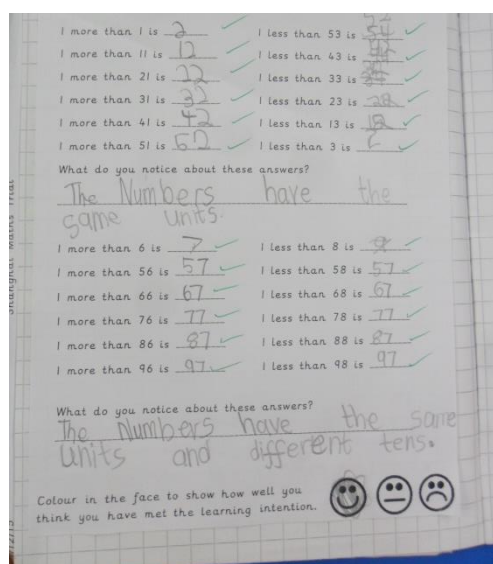 1 more than 1 is 2 1 less than 53 is
1 more than 11 is 12 1 less than 43 is
1 more than 21 is 22 1 less than 33 is
1 more than 31 is 32 1 less than 23 is
1 more than 41 is 42 1 less than 13 is
1 more than 51 is 52 1 less than 3 is
What do you notice about these answers?
The Numbers have the
same units.
1 more than 6 is 7 1 less than 8 is
1 more than 56 is 57 1 less than 58 is 57
1 more than 66 is 67 1 less than 68 is 67
1 more than 76 is 77 1 less than 78 is 77
1 more than 86 is 87 1 less than 88 is 87
1 more than 96 is 97 1 less than 98 is 97
What do you notice about these answers?
The Numbers have the same
units and different tens.
Colour in the face to show how well you
think you have met the learning intention.
Shanghai Maths Trial